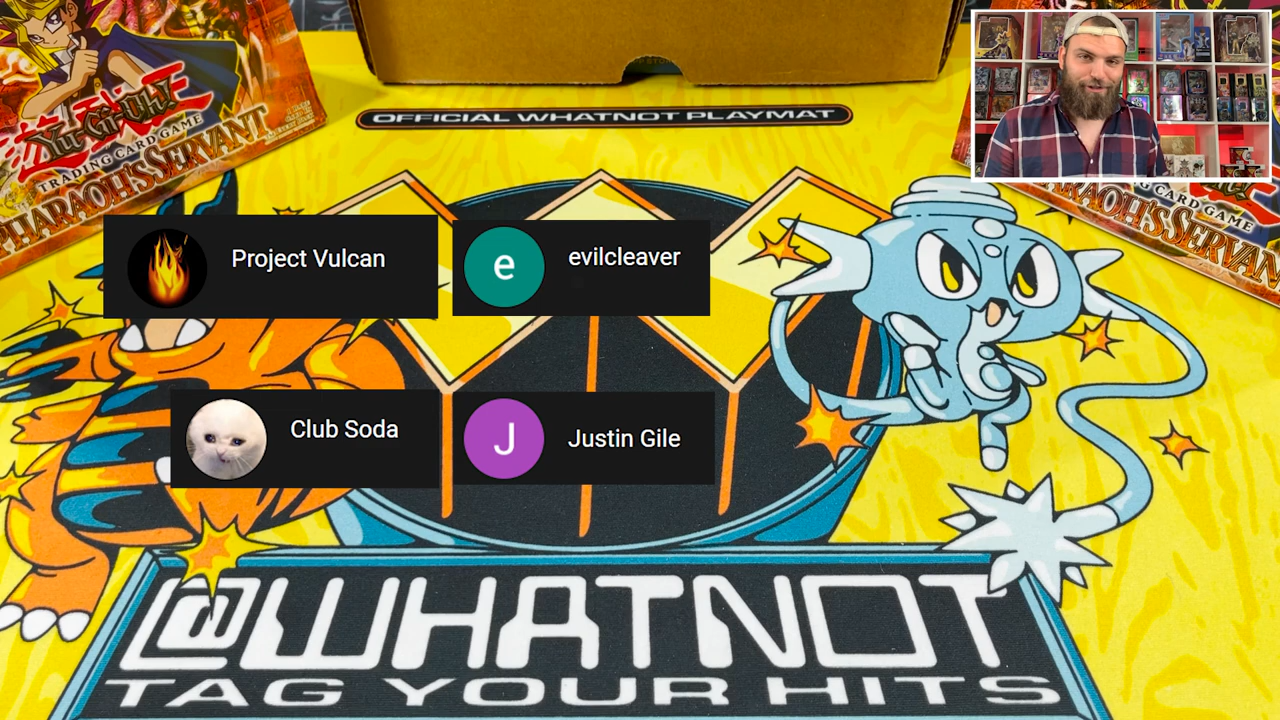 Yu-Gi-Oh!
TRADING CARD GAME
PHARAOH'S SERVANT
OFFICIAL WHATNOT PLAYMAT
CARD GAME
PHARAOH'S SERVANT
Project Vulcan
e
evilcleaver
Club Soda
J
Justin Gile
@WHATNOT
TAG YOUR HITS